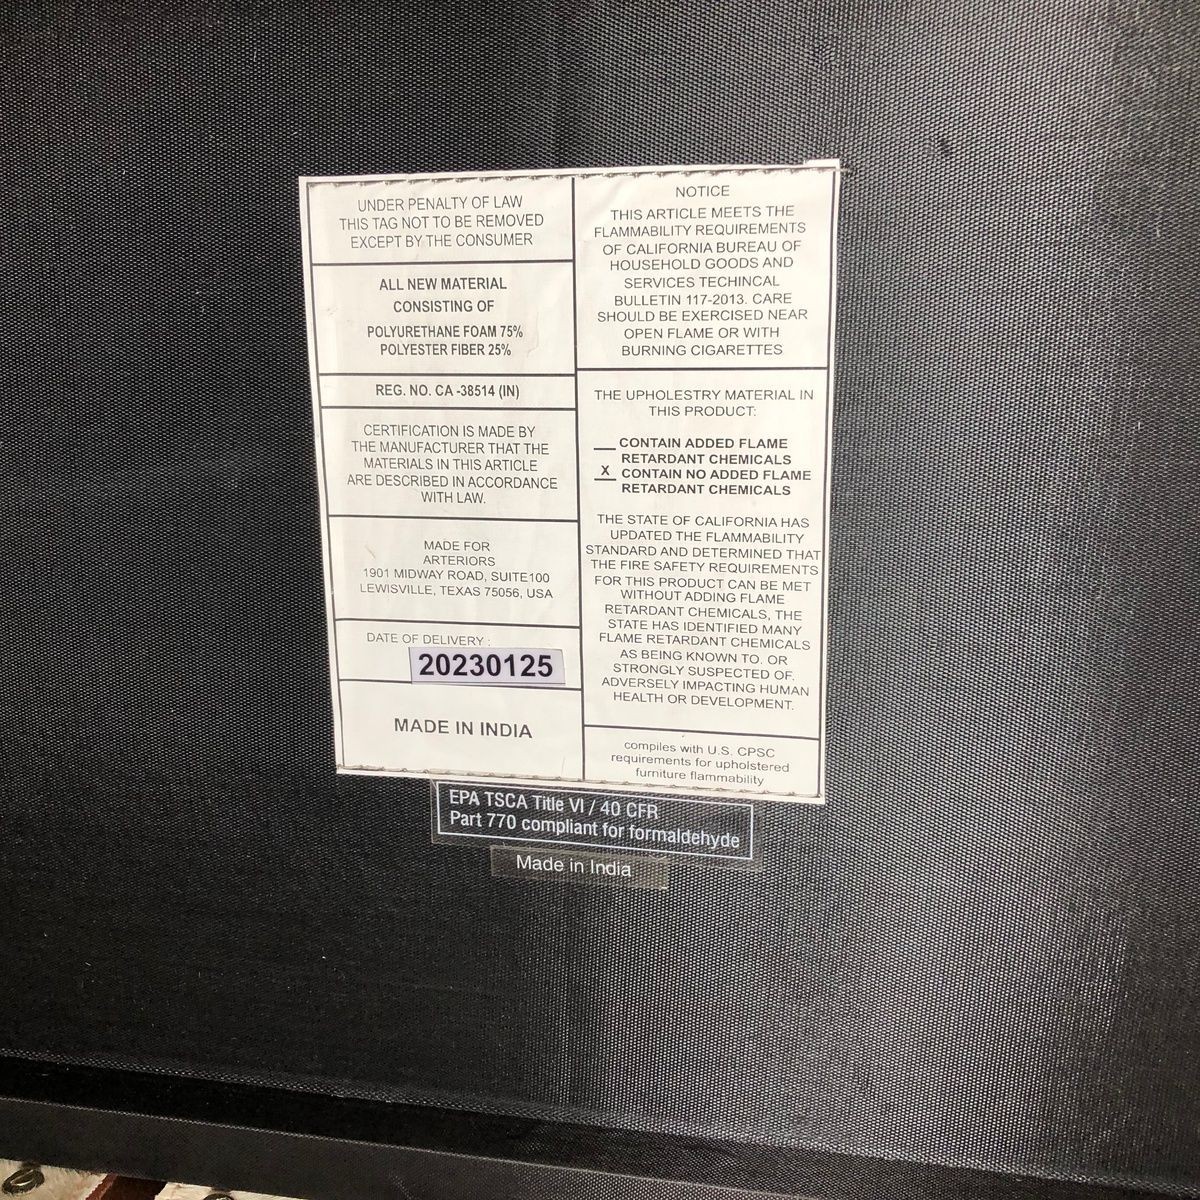 UNDER PENALTY OF LAW
THIS TAG NOT TO BE REMOVED
EXCEPT BY THE CONSUMER
ALL NEW MATERIAL
CONSISTING OF
POLYURETHANE FOAM 75%
POLYESTER FIBER 25%
REG. NO. CA -38514 (IN)
CERTIFICATION IS MADE BY
THE MANUFACTURER THAT THE
MATERIALS IN THIS ARTICLE
ARE DESCRIBED IN ACCORDANCE
WITH LAW.
MADE FOR
ARTERIORS
1901 MIDWAY ROAD, SUITE100
LEWISVILLE, TEXAS 75056, USA
DATE OF DELIVERY :
20230125
MADE IN INDIA
NOTICE
THIS ARTICLE MEETS THE
FLAMMABILITY REQUIREMENTS
OF CALIFORNIA BUREAU OF
HOUSEHOLD GOODS AND
SERVICES TECHINCAL
BULLETIN 117-2013. CARE
SHOULD BE EXERCISED NEAR
OPEN FLAME OR WITH
BURNING CIGARETTES
THE UPHOLESTRY MATERIAL IN
THIS PRODUCT:
__ CONTAIN ADDED FLAME
RETARDANT CHEMICALS
X CONTAIN NO ADDED FLAME
RETARDANT CHEMICALS
THE STATE OF CALIFORNIA HAS
UPDATED THE FLAMMABILITY
STANDARD AND DETERMINED THAT
THE FIRE SAFETY REQUIREMENTS
FOR THIS PRODUCT CAN BE MET
WITHOUT ADDING FLAME
RETARDANT CHEMICALS, THE
STATE HAS IDENTIFIED MANY
FLAME RETARDANT CHEMICALS
AS BEING KNOWN TO. OR
STRONGLY SUSPECTED OF,
ADVERSELY IMPACTING HUMAN
HEALTH OR DEVELOPMENT.
compiles with U.S. CPSC
requirements for upholstered
furniture flammability
EPA TSCA Title VI / 40 CFR
Part 770 compliant for formaldehyde
Made in India